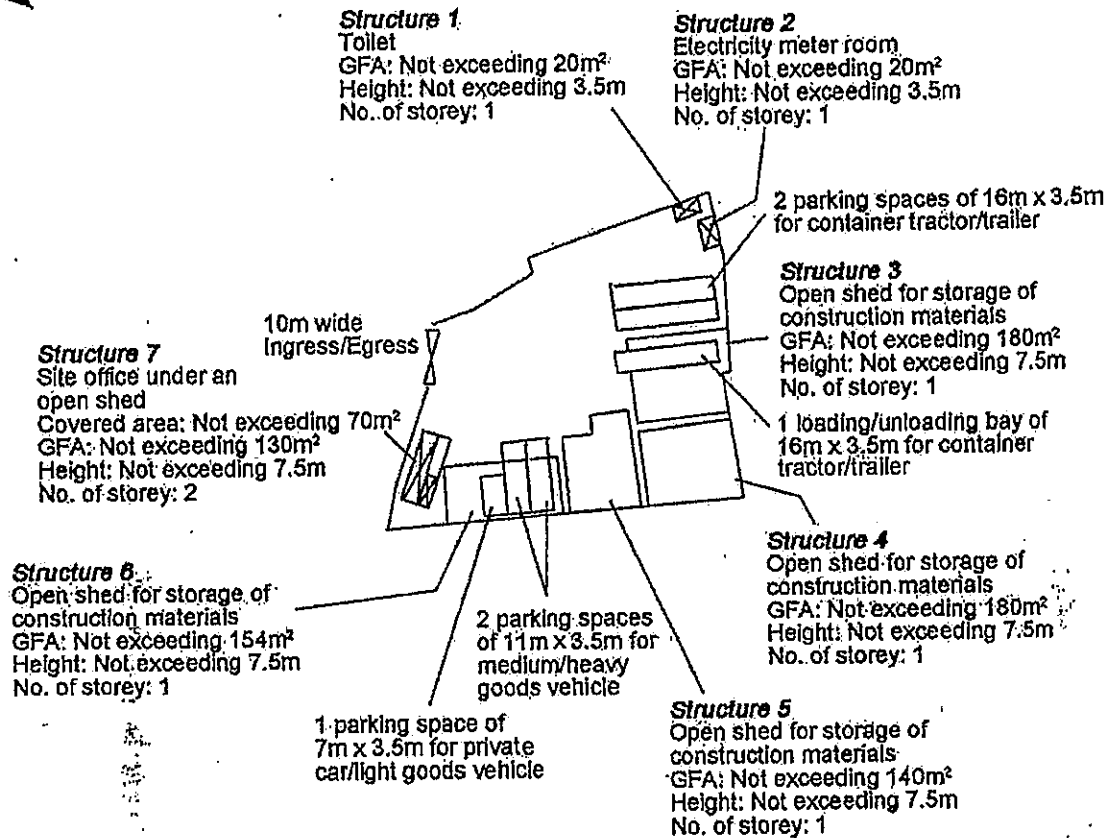 Structure 1
Toilet
GFA: Not exceeding 20m²
Height: Not exceeding 3.5m
No. of storey: 1
Structure 2
Electricity meter room
GFA: Not exceeding 20m²
Height: Not exceeding 3.5m
No. of storey: 1
2 parking spaces of 16m x 3.5m
for container tractor/trailer
Structure 3
Open shed for storage of
construction materials
GFA: Not exceeding 180m²
Height: Not exceeding 7.5m
No. of storey: 1
10m wide
Ingress/Egress
Structure 7
Site office under an
open shed
Covered area: Not exceeding 70m²
GFA: Not exceeding 130m²
Height: Not exceeding 7.5m
No. of storey: 2
1 loading/unloading bay of
16m x 3.5m for container
tractor/trailer
Structure 4
Open shed for storage of
construction materials
GFA: Not exceeding 180m²
Height: Not exceeding 7.5m
No. of storey: 1
Structure 6
Open shed for storage of
construction materials
GFA: Not exceeding 154m²
Height: Not exceeding 7.5m
No. of storey: 1
2 parking spaces
of 11m x 3.5m for
medium/heavy
goods vehicle
1 parking space of
7m x 3.5m for private
car/light goods vehicle
Structure 5
Open shed for storage of
construction materials
GFA: Not exceeding 140m²
Height: Not exceeding 7.5m
No. of storey: 1